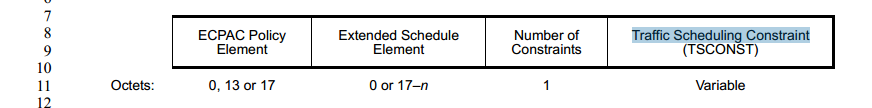 7
8 ECPAC Policy Extended Schedule Number of Traffic Scheduling Constraint
9 Element Element Constraints (TSCONST)
10
11 Octets: 0, 13 or 17 0 or 17–n 1 Variable
12